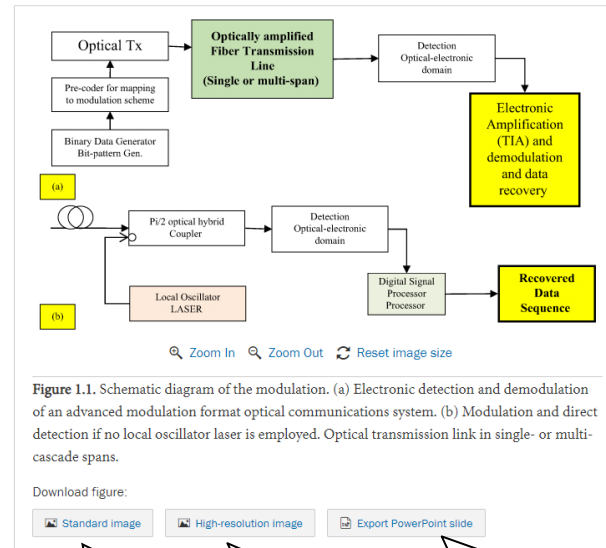 Optical Tx
Optically amplified
Fiber Transmission
Line
(Single or multi-span)
Detection
Optical-electronic
domain
Pre-coder for mapping
to modulation scheme
Electronic
Amplification
(TIA) and
demodulation
and data
recovery
Binary Data Generator
Bit-pattern Gen.
(a)
Pi/2 optical hybrid
Coupler
Detection
Optical-electronic
domain
Local Oscillator
LASER
Digital Signal
Processor
Processor
Recovered
Data
Sequence
(b)
Zoom In Zoom Out Reset image size
Figure 1.1. Schematic diagram of the modulation. (a) Electronic detection and demodulation
of an advanced modulation format optical communications system. (b) Modulation and direct
detection if no local oscillator laser is employed. Optical transmission link in single- or multi-
cascade spans.
Download figure:
Standard image High-resolution image Export PowerPoint slide